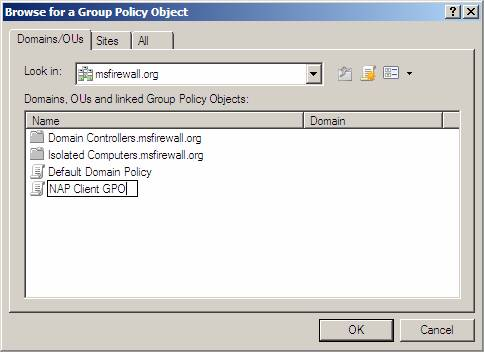 Browse for a Group Policy Object
Domains/OUs Sites All
Look in: msfirewall.org
Domains, OUs and linked Group Policy Objects:
Name Domain
Domain Controllers.msfirewall.org
Isolated Computers.msfirewall.org
Default Domain Policy
NAP Client GPO
OK Cancel